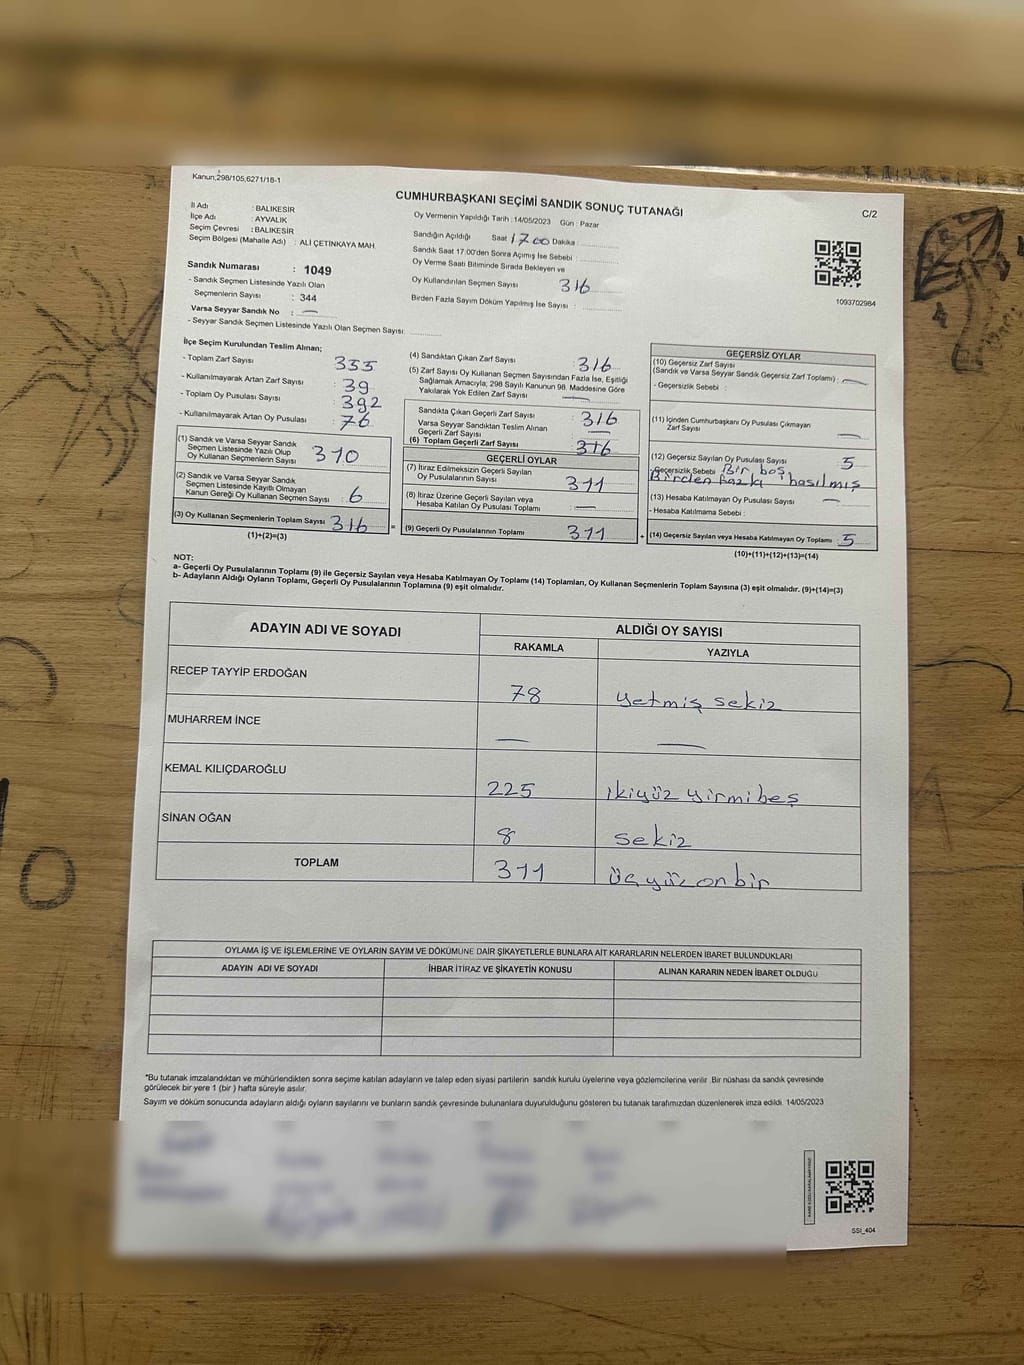 Kanun;298/105;6271/18-1
CUMHURBAŞKANI SEÇİMİ SANDIK SONUÇ TUTANAĞI
C/2
İl Adı : BALIKESİR
İlçe Adı : AYVALIK
Seçim Çevresi : BALIKESİR
Seçim Bölgesi (Mahalle Adı) : ALİ ÇETİNKAYA MAH.
Sandık Numarası : 1049
- Sandık Seçmen Listesinde Yazılı Olan
Seçmenlerin Sayısı : 344
Varsa Seyyar Sandık No : —
- Seyyar Sandık Seçmen Listesinde Yazılı Olan Seçmen Sayısı:
Oy Vermenin Yapıldığı Tarih : 14/05/2023 Gün : Pazar
Sandığın Açıldığı Saat 17 00 Dakika :
Sandık Saat 17:00'den Sonra Açımış İse Sebebi :
Oy Verme Saati Bitiminde Sırada Bekleyen ve
Oy Kullandırılan Seçmen Sayısı 316
Birden Fazla Sayım Döküm Yapılmış İse Sayısı :
1093702984
İlçe Seçim Kurulundan Teslim Alınan;
- Toplam Zarf Sayısı : 355
- Kullanılmayarak Artan Zarf Sayısı : 39
- Toplam Oy Pusulası Sayısı : 392
- Kullanılmayarak Artan Oy Pusulası : 76
(1) Sandık ve Varsa Seyyar Sandık
Seçmen Listesinde Yazılı Olup
Oy Kullanan Seçmenlerin Sayısı : 310
(2) Sandık ve Varsa Seyyar Sandık
Seçmen Listesinde Kayıtlı Olmayan
Kanun Gereği Oy Kullanan Seçmen Sayısı : 6
(3) Oy Kullanan Seçmenlerin Toplam Sayısı : 316
(1)+(2)=(3)
(4) Sandıktan Çıkan Zarf Sayısı : 316
(5) Zarf Sayısı Oy Kullanan Seçmen Sayısından Fazla İse, Eşitliği
Sağlamak Amacıyla; 298 Sayılı Kanunun 98. Maddesine Göre
Yakılarak Yok Edilen Zarf Sayısı : —
Sandıkta Çıkan Geçerli Zarf Sayısı : 316
Varsa Seyyar Sandıktan Teslim Alınan
Geçerli Zarf Sayısı : —
(6) Toplam Geçerli Zarf Sayısı : 316
GEÇERLİ OYLAR
(7) İtiraz Edilmeksizin Geçerli Sayılan
Oy Pusulalarının Sayısı : 311
(8) İtiraz Üzerine Geçerli Sayılan veya
Hesaba Katılan Oy Pusulası Toplamı : —
(9) Geçerli Oy Pusulalarının Toplamı : 311
GEÇERSİZ OYLAR
(10) Geçersiz Zarf Sayısı
(Sandık ve Varsa Seyyar Sandık Geçersiz Zarf Toplamı) : —
- Geçersizlik Sebebi :
(11) İçinden Cumhurbaşkanı Oy Pusulası Çıkmayan
Zarf Sayısı : —
(12) Geçersiz Sayılan Oy Pusulası Sayısı : 5
- Geçersizlik Sebebi : Bir boş,
Birden fazla basılmış
(13) Hesaba Katılmayan Oy Pusulası Sayısı : —
- Hesaba Katılmama Sebebi :
(14) Geçersiz Sayılan veya Hesaba Katılmayan Oy Toplamı : 5
(10)+(11)+(12)+(13)=(14)
NOT:
a- Geçerli Oy Pusulalarının Toplamı (9) ile Geçersiz Sayılan veya Hesaba Katılmayan Oy Toplamı (14) Toplamları, Oy Kullanan Seçmenlerin Toplam Sayısına (3) eşit olmalıdır. (9)+(14)=(3)
b- Adayların Aldığı Oyların Toplamı, Geçerli Oy Pusulalarının Toplamına (9) eşit olmalıdır.
ADAYIN ADI VE SOYADI
ALDIĞI OY SAYISI
RAKAMLA YAZIYLA
RECEP TAYYİP ERDOĞAN 78 yetmiş sekiz
MUHARREM İNCE — —
KEMAL KILIÇDAROĞLU 225 ikiyüz yirmibeş
SİNAN OĞAN 8 sekiz
TOPLAM 311 üçyüz onbir
OYLAMA İŞ VE İŞLEMLERİNE VE OYLARIN SAYIM VE DÖKÜMÜNE DAİR ŞİKAYETLERLE BUNLARA AİT KARARLARIN NELERDEN İBARET BULUNDUKLARI
ADAYIN ADI VE SOYADI İHBAR İTİRAZ VE ŞİKAYETİN KONUSU ALINAN KARARIN NEDEN İBARET OLDUĞU
*Bu tutanak imzalandıktan ve mühürlendikten sonra seçime katılan adayların ve talep eden siyasi partilerin sandık kurulu üyelerine veya gözlemcilerine verilir. Bir nüshası da sandık çevresinde
görülecek bir yere 1 (bir ) hafta süreyle asılır.
Sayım ve döküm sonucunda adayların aldığı oyların sayılarını ve bunların sandık çevresinde bulunanlara duyurulduğunu gösteren bu tutanak tarafımızdan düzenlenerek imza edildi. 14/05/2023
SSI_404